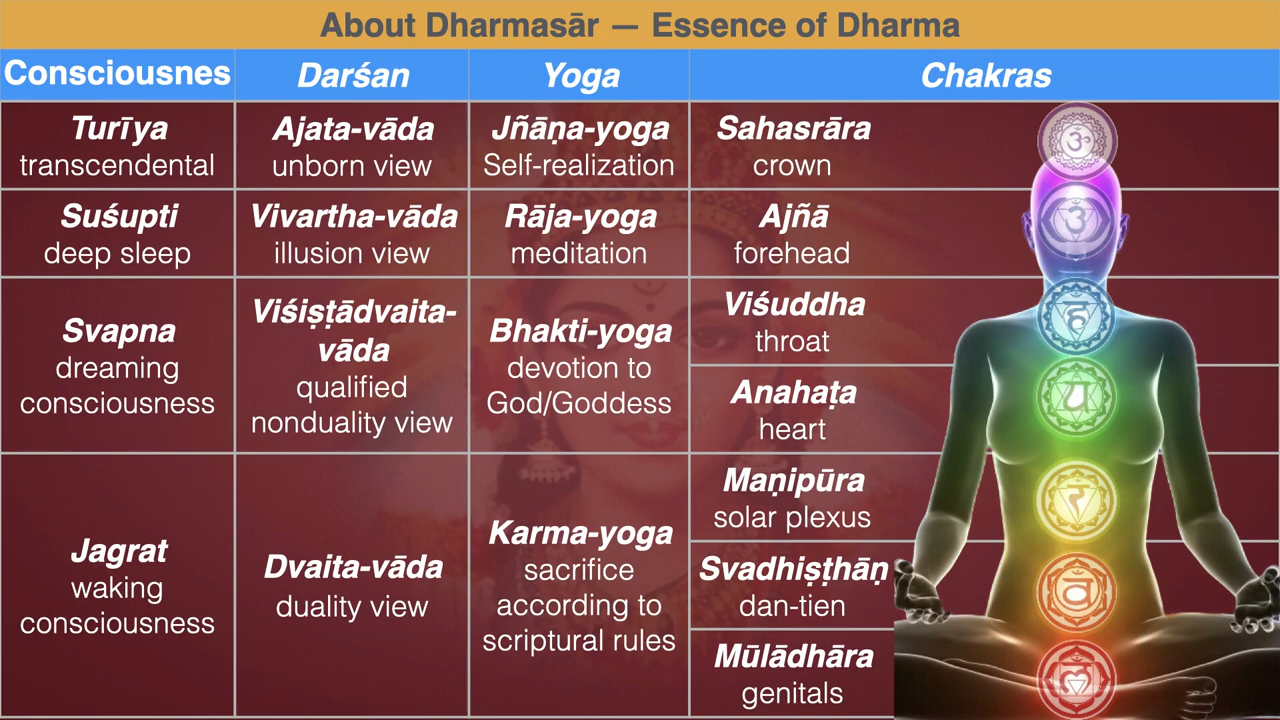 About Dharmasār — Essence of Dharma
Consciousnes
Darśan
Yoga
Chakras
Turīya
transcendental
Ajata-vāda
unborn view
Jñāṇa-yoga
Self-realization
Sahasrāra
crown
Suśupti
deep sleep
Vivartha-vāda
illusion view
Rāja-yoga
meditation
Ajñā
forehead
Svapna
dreaming
consciousness
Viśiṣṭādvaita-
vāda
qualified
nonduality view
Bhakti-yoga
devotion to
God/Goddess
Viśuddha
throat
Anahaṭa
heart
Jagrat
waking
consciousness
Dvaita-vāda
duality view
Karma-yoga
sacrifice
according to
scriptural rules
Maṇipūra
solar plexus
Svadhiṣṭhāṇ
dan-tien
Mūlādhāra
genitals
ॐ
ॐ
हं
यं
रं
वं